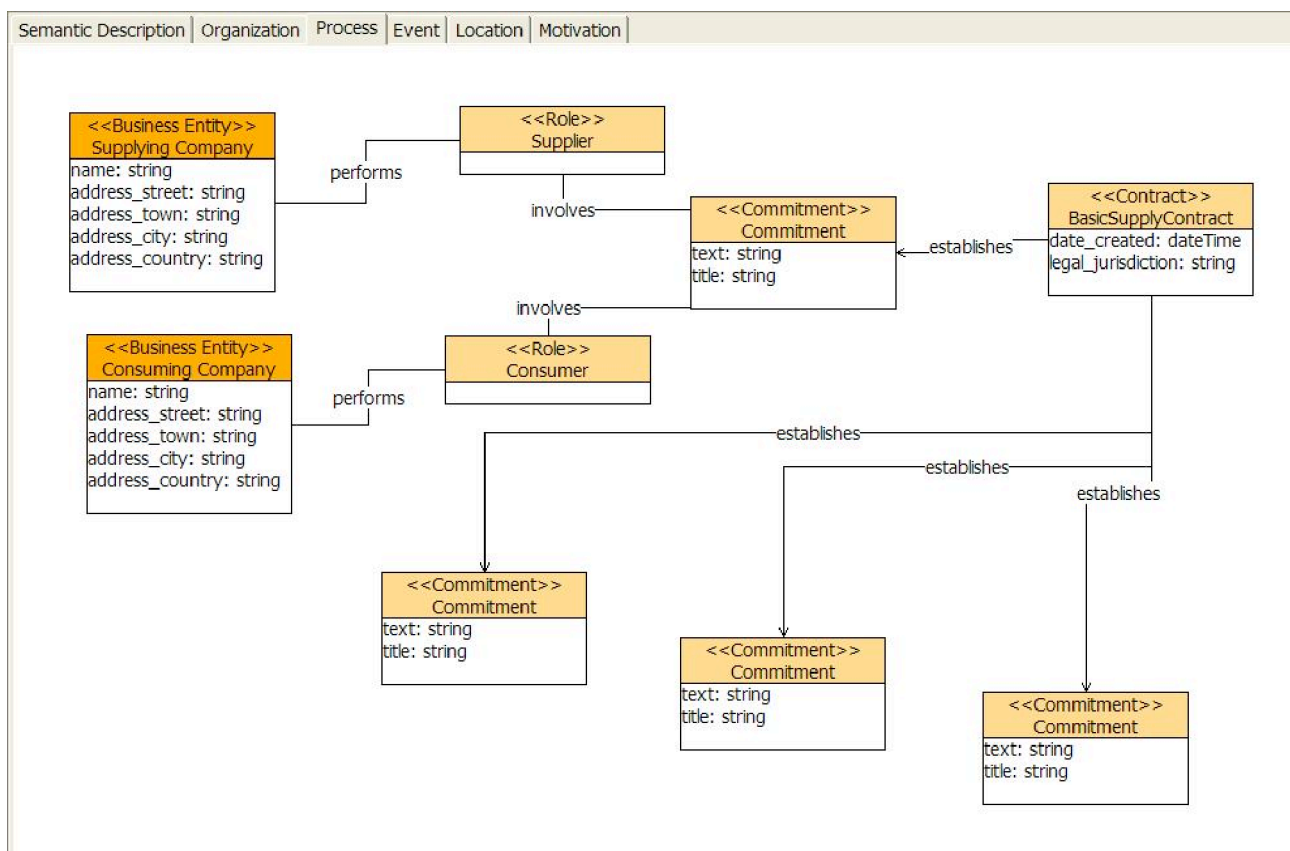 Semantic Description
Organization
Process
Event
Location
Motivation
<<Business Entity>>
Supplying Company
name: string
address_street: string
address_town: string
address_city: string
address_country: string
performs
<<Role>>
Supplier
involves
<<Commitment>>
Commitment
text: string
title: string
establishes
<<Contract>>
BasicSupplyContract
date_created: dateTime
legal_jurisdiction: string
involves
<<Business Entity>>
Consuming Company
name: string
address_street: string
address_town: string
address_city: string
address_country: string
performs
<<Role>>
Consumer
establishes
establishes
establishes
<<Commitment>>
Commitment
text: string
title: string
<<Commitment>>
Commitment
text: string
title: string
<<Commitment>>
Commitment
text: string
title: string